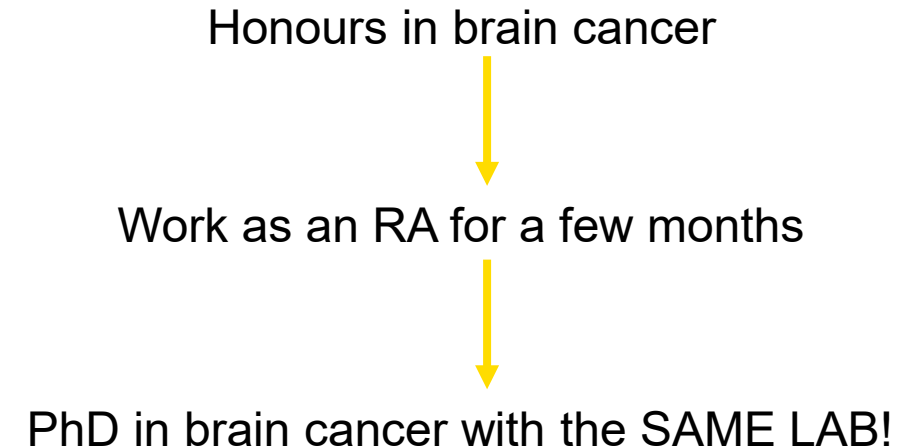 Honours in brain cancer
Work as an RA for a few months
PhD in brain cancer with the SAME LAB!